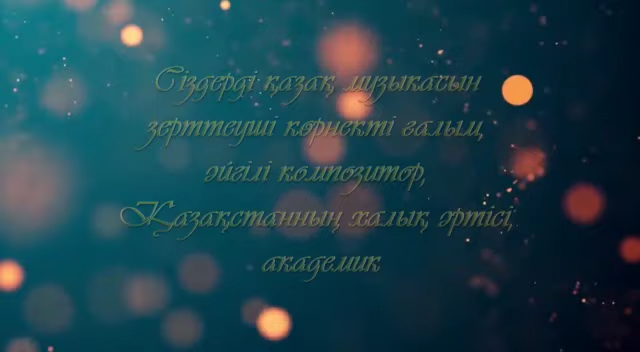 Сіздерді қазақ музыкасын
зерттеуші көрнекті ғалым,
әйгілі композитор,
Қазақстанның халық әртісі,
академик